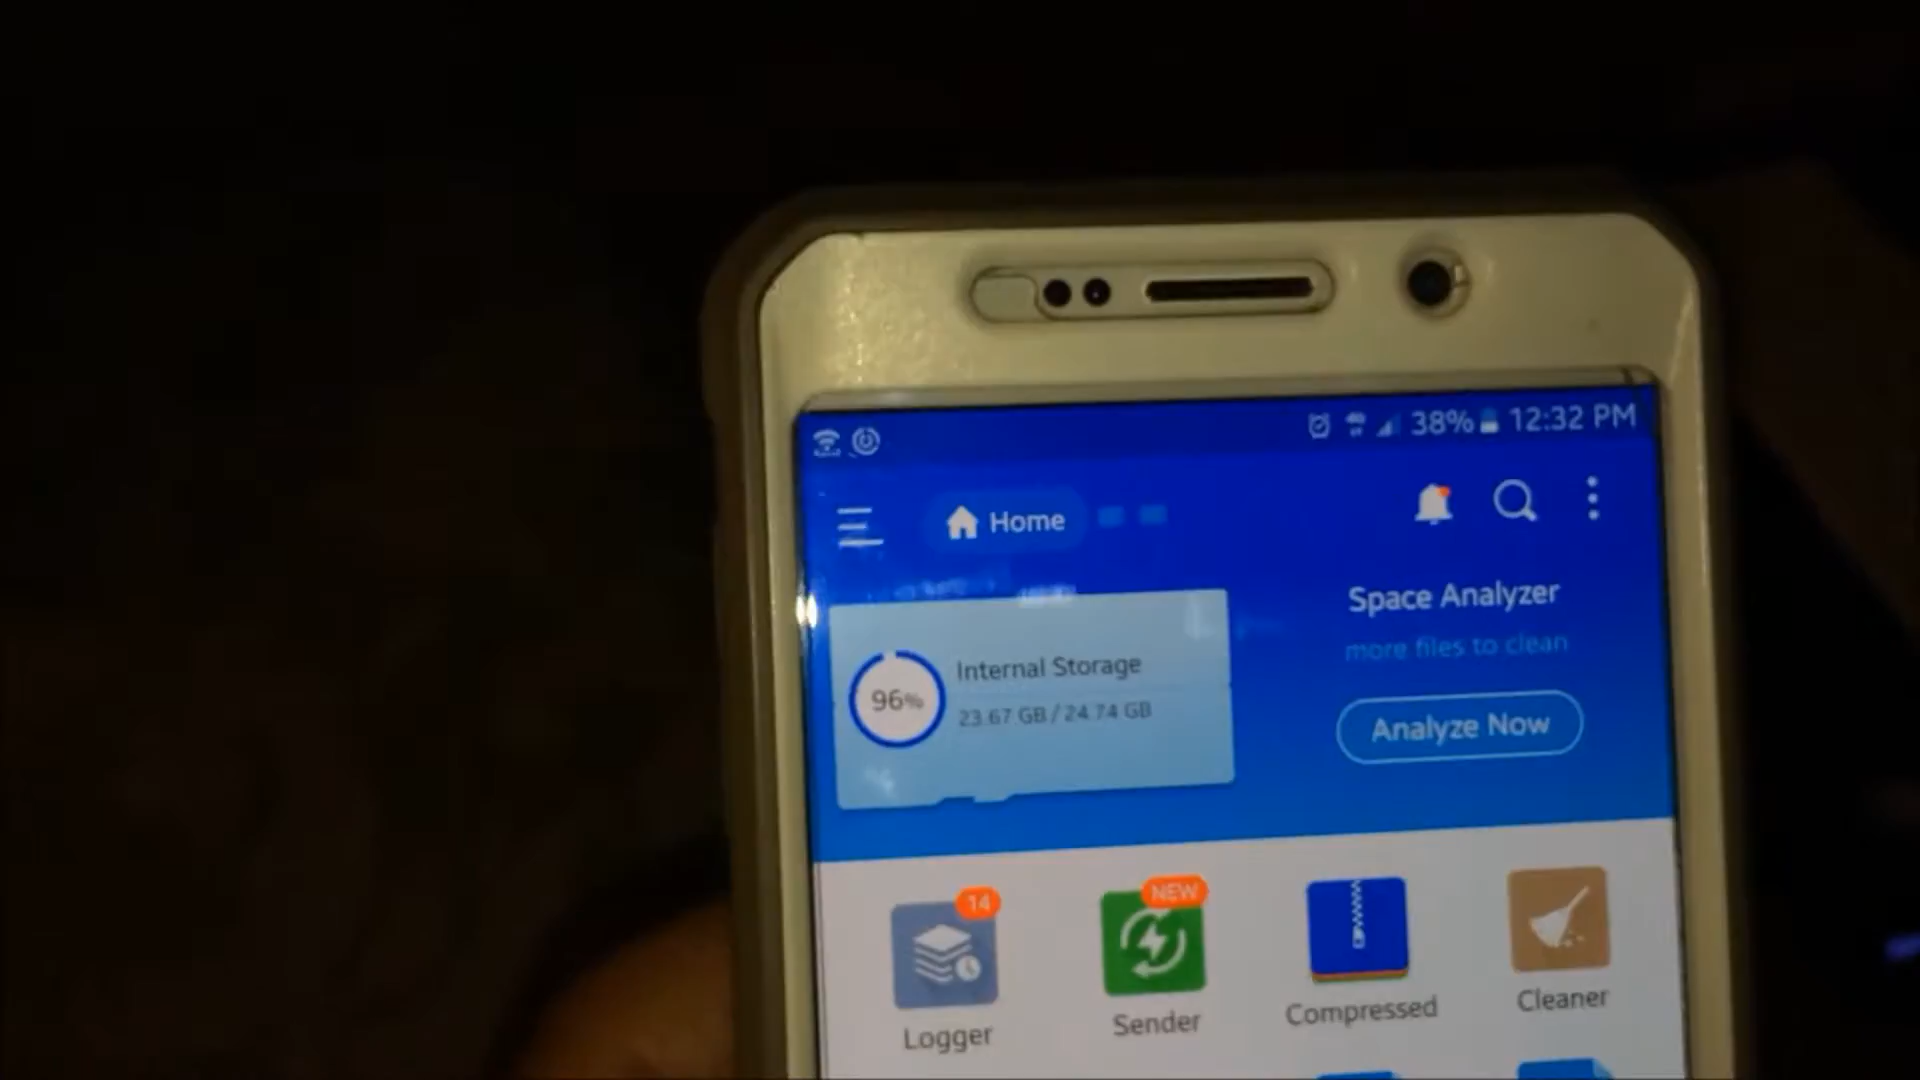 38% 12:32 PM
Home
Space Analyzer
more files to clean
Analyze Now
Internal Storage
96%
23.67 GB / 24.74 GB
14
NEW
Logger
Sender
Compressed
Cleaner